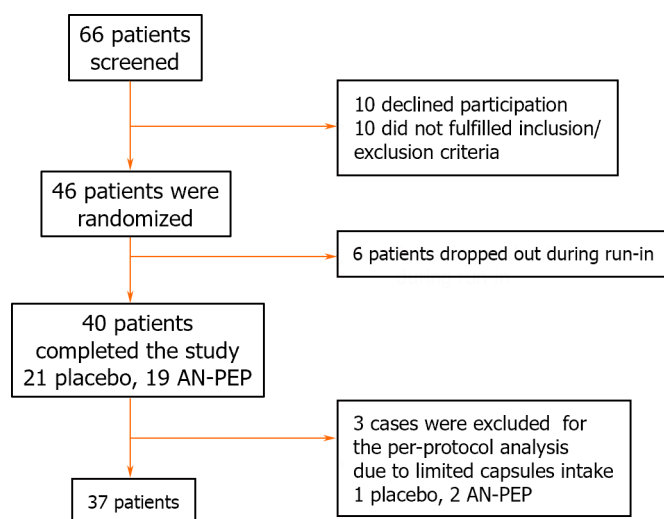 66 patients
screened
10 declined participation
10 did not fulfilled inclusion/
exclusion criteria
46 patients were
randomized
6 patients dropped out during run-in
40 patients
completed the study
21 placebo, 19 AN-PEP
3 cases were excluded for
the per-protocol analysis
due to limited capsules intake
1 placebo, 2 AN-PEP
37 patients